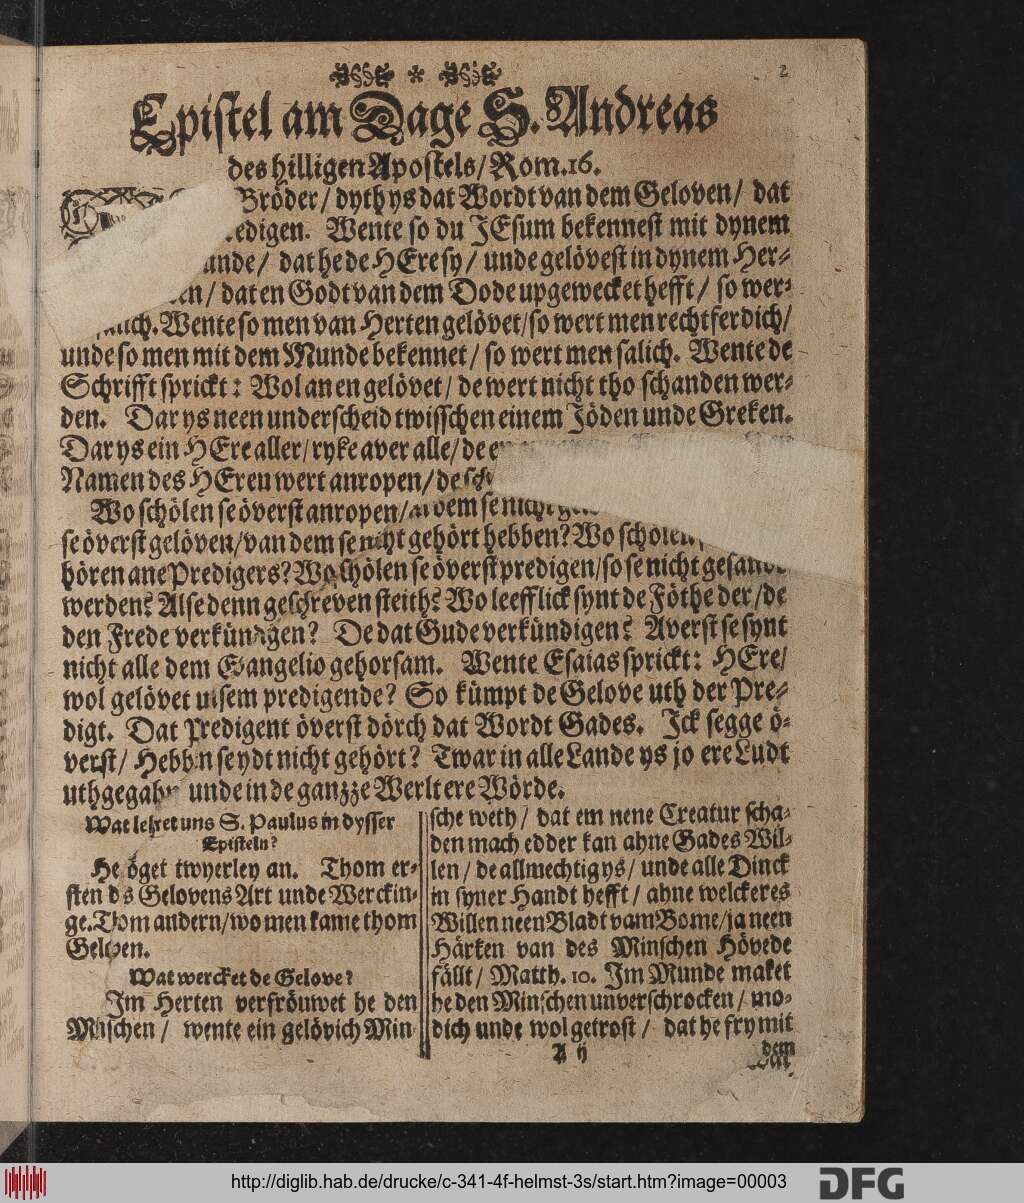 2
Epistel am Dage S. Andreas
des hilligen Apostels/ Rom. 16.
Bröder/ dyth ys dat Wordt van dem Geloven/ dat
edigen. Wente so du JEsum bekennest mit dynem
unde/ dat he de HEre sy/ unde gelövest in dynem Her-
en/ dat en Godt van dem Dode upgewecket hefft/ so wer-
lich. Wente so men van Herten gelövet/ so wert men rechtferdich/
unde so men mit dem Munde bekennet/ so wert men salich. Wente de
Schrifft sprickt: Wol an en gelövet/ de wert nicht tho schanden wer-
den. Dar ys neen underscheid twisschen einem Jöden unde Greken.
Dar ys ein HEre aller/ ryke aver alle/ de
Namen des HEren wert anropen/ de
Wo schölen se överst anropen/ dem se nicht
se överst gelöven/ van dem se nicht gehört hebben? Wo schölen
hören ane Predigers? Wo schölen se överst predigen/ so se nicht gesand
werden? Alse denn geschreven steith: Wo leefflick synt de Föthe der/ de
den Frede verkündigen? De dat Gude verkündigen? Averst se synt
nicht alle dem Evangelio gehorsam. Wente Esaias sprickt: HEre/
wol gelövet unsem predigende? So kümpt de Gelove uth der Pre-
digt. Dat Predigent överst dörch dat Wordt Gades. Ick segge ö-
verst/ Hebbn se ydt nicht gehört? Twar in alle Lande ys jo ere Ludt
uthgegahn unde in de gantze Werlt ere Wörde.
Wat lehret uns S. Paulus in dysser
Episteln?
He öget twyerley an. Thom er-
sten ds Gelovens Art unde Werckin-
ge. Thom andern/ wo men kame thom
Geloven.
Wat wercket de Gelove?
Im Herten verfröuwet he den
Minschen/ wente ein gelövich Min-
sche weth/ dat em nene Creatur scha-
den mach edder kan ahne Gades Wil-
len/ de allmechtig ys/ unde alle Dinck
in syner Handt hefft/ ahne welckeres
Willen neen Bladt vam Bome/ ja neen
Härken van des Minschen Hövede
fällt/ Matth. 10. Im Munde maket
he den Minschen unverschrocken/ mo-
dich unde wol getrost/ dat he fry mit
A ij
dem
http://diglib.hab.de/drucke/c-341-4f-helmst-3s/start.htm?image=00003
DFG